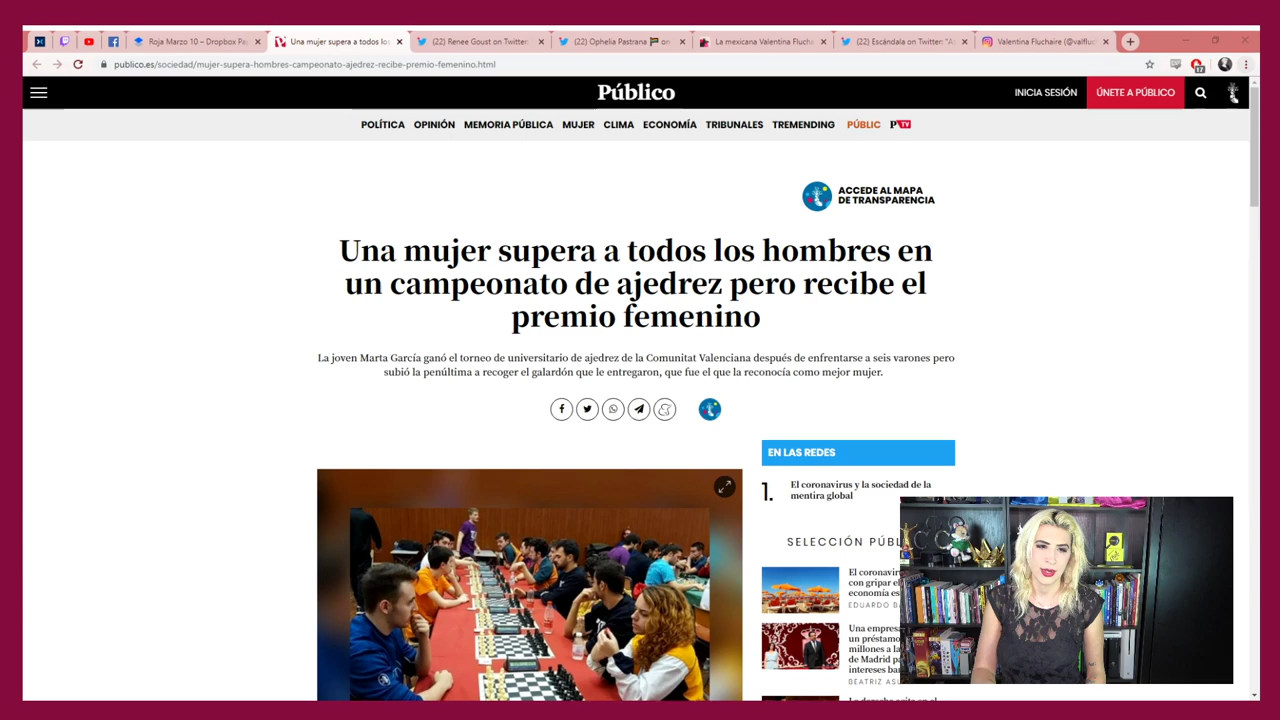 Roja Marzo 10 – Dropbox Pap
Una mujer supera a todos los
(22) Renee Goust on Twitter:
(22) Ophelia Pastrana on
La mexicana Valentina Flucha
(22) Escándala on Twitter: "A
Valentina Fluchaire (@valfluc
publico.es/sociedad/mujer-supera-hombres-campeonato-ajedrez-recibe-premio-femenino.html
17
Público
INICIA SESIÓN
ÚNETE A PÚBLICO
POLÍTICA OPINIÓN MEMORIA PÚBLICA MUJER CLIMA ECONOMÍA TRIBUNALES TREMENDING PÚBLIC P TV
ACCEDE AL MAPA
DE TRANSPARENCIA
Una mujer supera a todos los hombres en
un campeonato de ajedrez pero recibe el
premio femenino
La joven Marta García ganó el torneo de universitario de ajedrez de la Comunitat Valenciana después de enfrentarse a seis varones pero
subió la penúltima a recoger el galardón que le entregaron, que fue el que la reconocía como mejor mujer.
EN LAS REDES
1. El coronavirus y la sociedad de la
mentira global
SELECCIÓN PÚBL
El coronavir
con gripar el
economía es
EDUARDO BA
Una empres
un préstamo
millones a la
de Madrid pa
intereses ba
BEATRIZ ASU